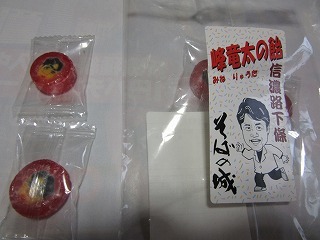 峰竜太の飴
みね りゅうた
信濃路下條
そばの城